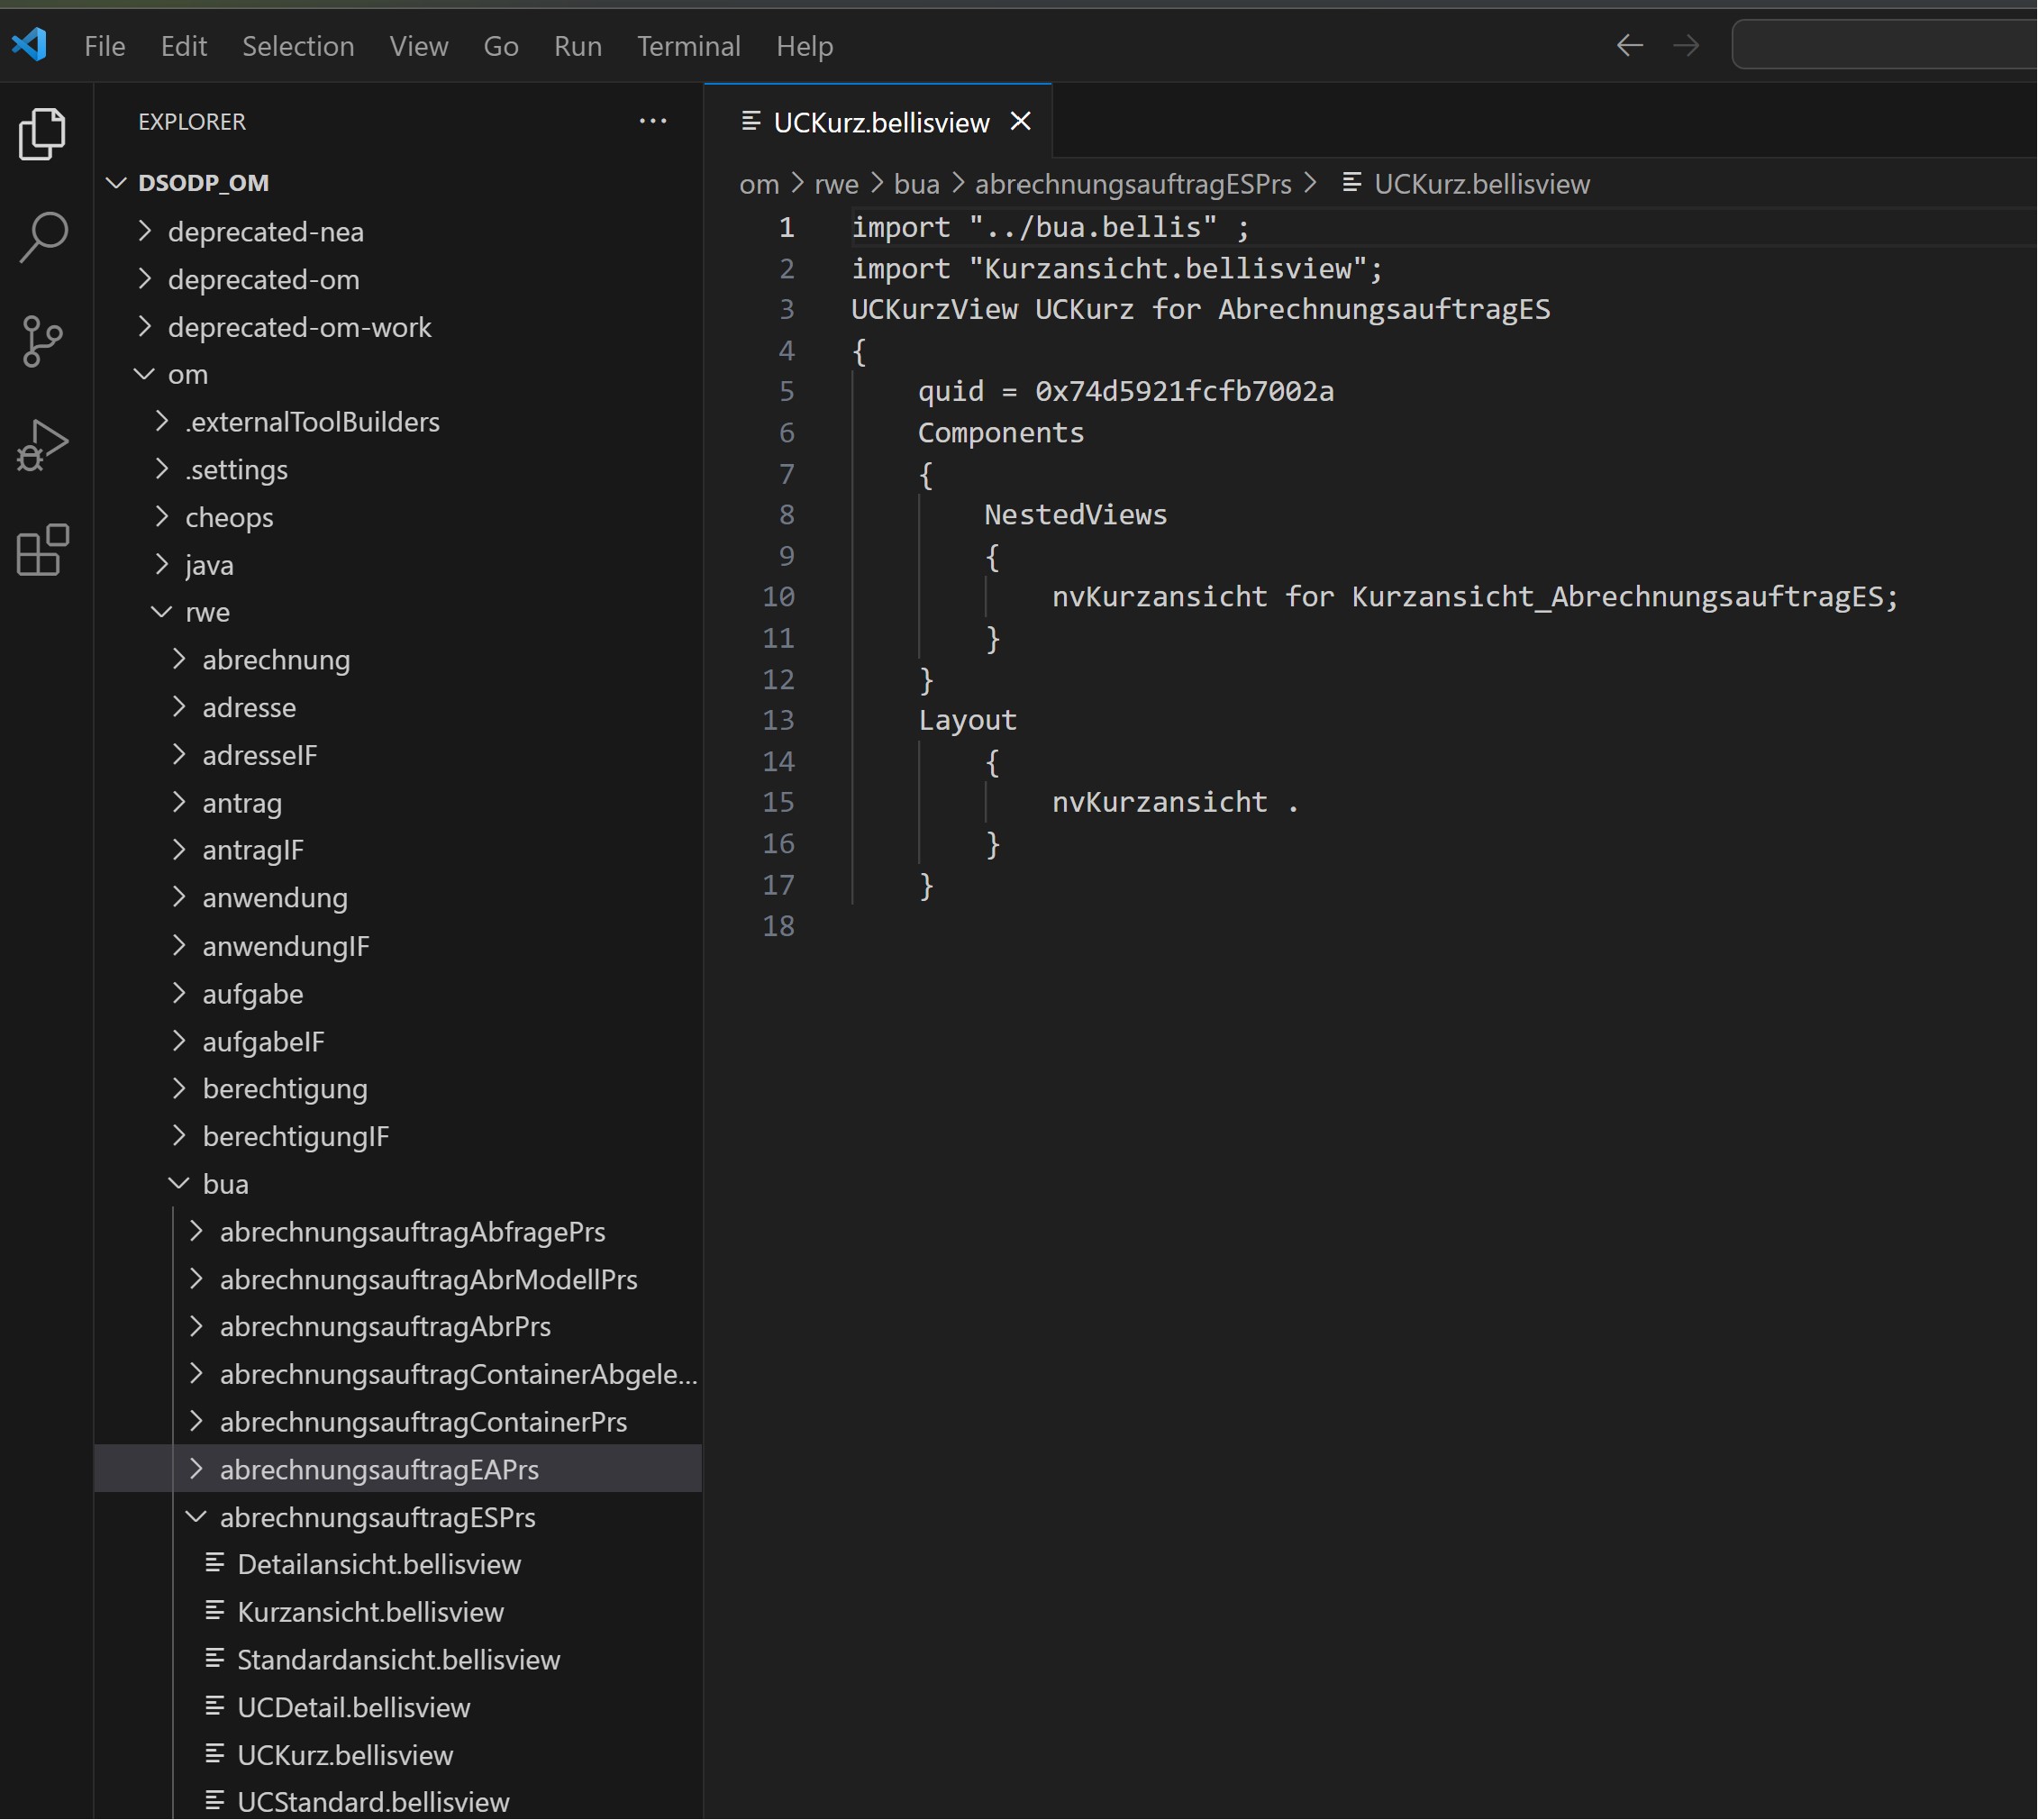 File Edit Selection View Go Run Terminal Help
EXPLORER
DSODP_OM
deprecated-nea
deprecated-om
deprecated-om-work
om
.externalToolBuilders
.settings
cheops
java
rwe
abrechnung
adresse
adresseIF
antrag
antragIF
anwendung
anwendungIF
aufgabe
aufgabeIF
berechtigung
berechtigungIF
bua
abrechnungsauftragAbfragePrs
abrechnungsauftragAbrModellPrs
abrechnungsauftragAbrPrs
abrechnungsauftragContainerAbgele...
abrechnungsauftragContainerPrs
abrechnungsauftragEAPrs
abrechnungsauftragESPrs
Detailansicht.bellisview
Kurzansicht.bellisview
Standardansicht.bellisview
UCDetail.bellisview
UCKurz.bellisview
UCStandard.bellisview
UCKurz.bellisview
om > rwe > bua > abrechnungsauftragESPrs > UCKurz.bellisview
1 import "../bua.bellis" ;
2 import "Kurzansicht.bellisview";
3 UCKurzView UCKurz for AbrechnungsauftragES
4 {
5 quid = 0x74d5921fcfb7002a
6 Components
7 {
8 NestedViews
9 {
10 nvKurzansicht for Kurzansicht_AbrechnungsauftragES;
11 }
12 }
13 Layout
14 {
15 nvKurzansicht .
16 }
17 }
18